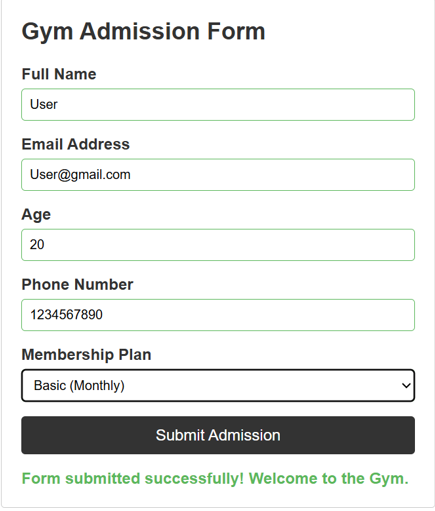 Gym Admission Form
Full Name
User
Email Address
User@gmail.com
Age
20
Phone Number
1234567890
Membership Plan
Basic (Monthly)
Submit Admission
Form submitted successfully! Welcome to the Gym.